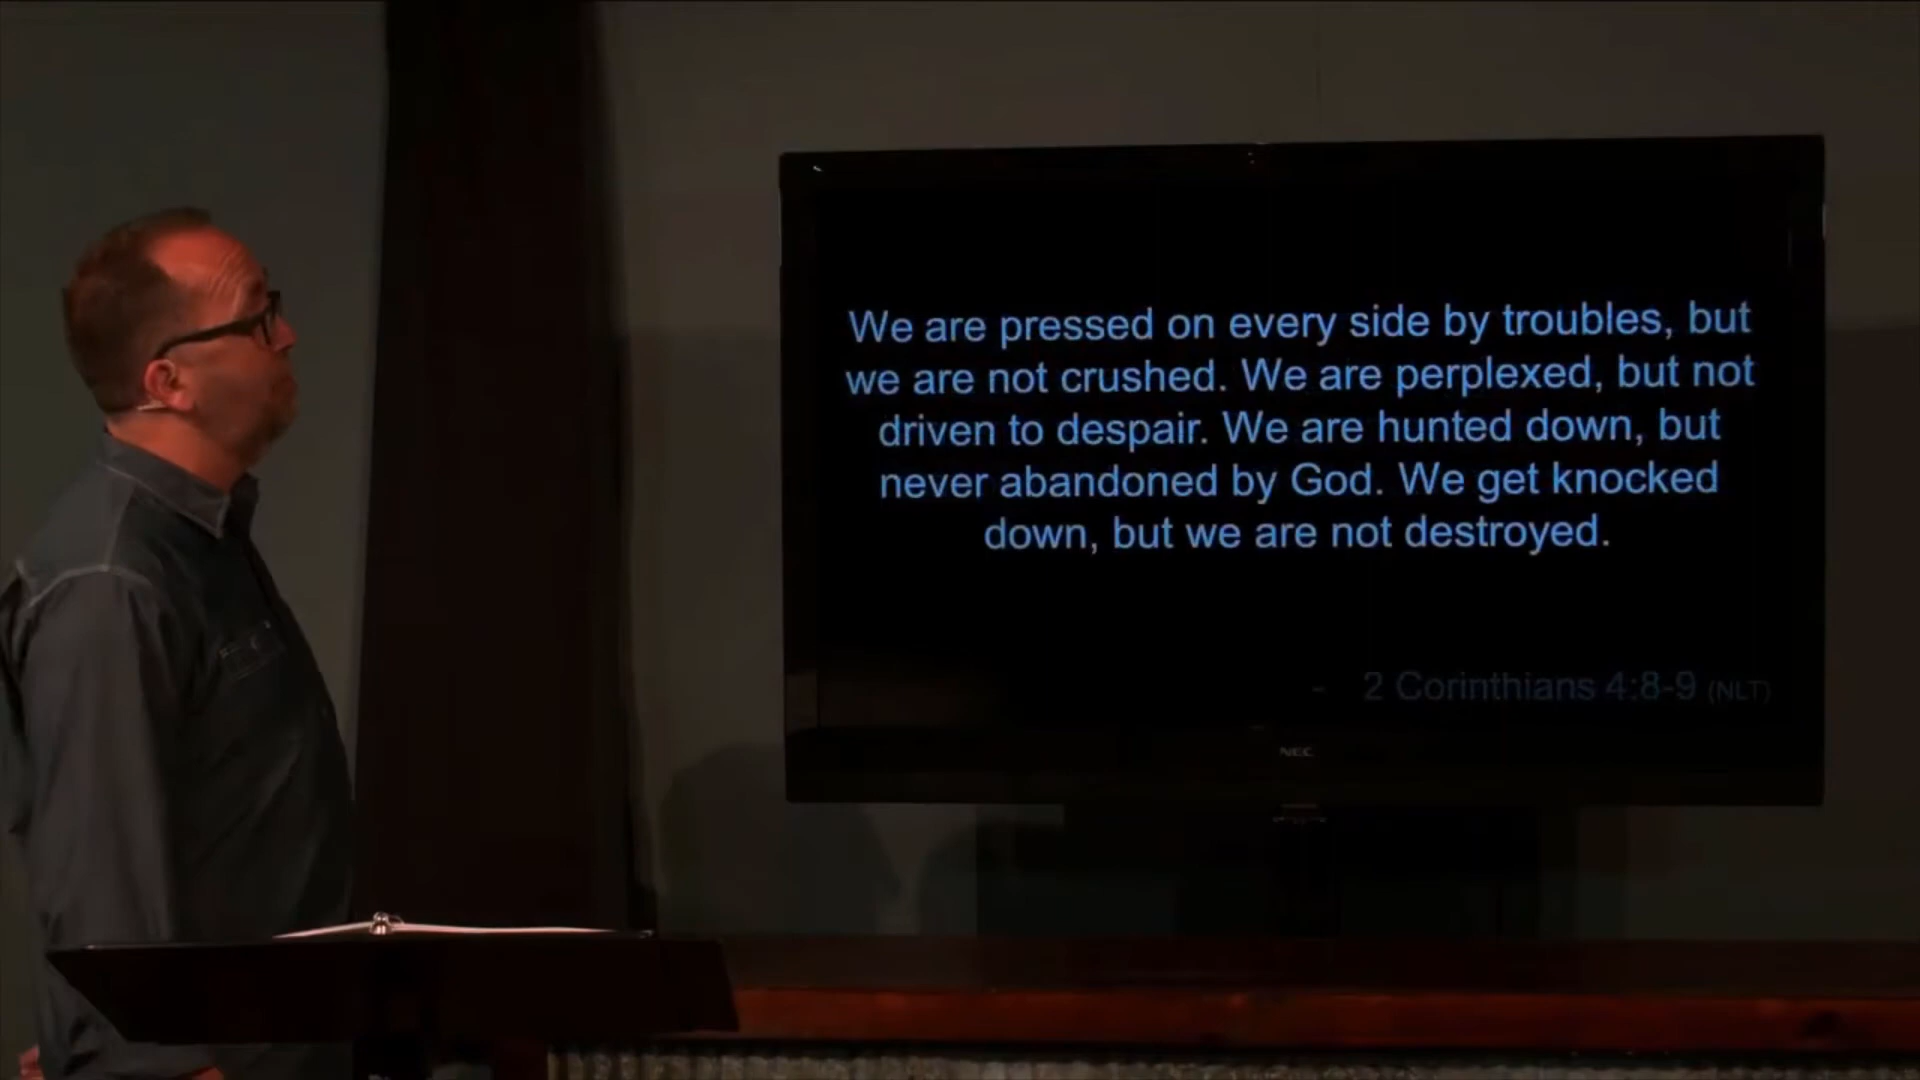 We are pressed on every side by troubles, but
we are not crushed. We are perplexed, but not
driven to despair. We are hunted down, but
never abandoned by God. We get knocked
down, but we are not destroyed.
- 2 Corinthians 4:8-9 (NLT)
NEC